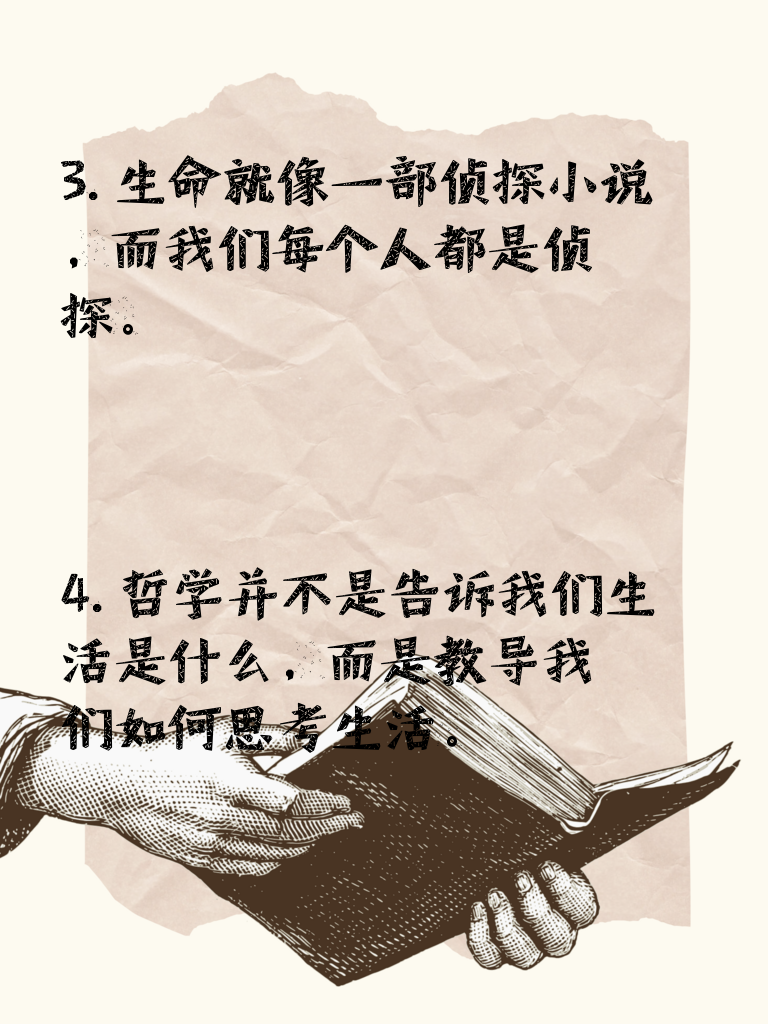 3. 生命就像一部侦探小说
，而我们每个人都是侦
探。
4. 哲学并不是告诉我们生
活是什么，而是教导我
们如何思考生活。